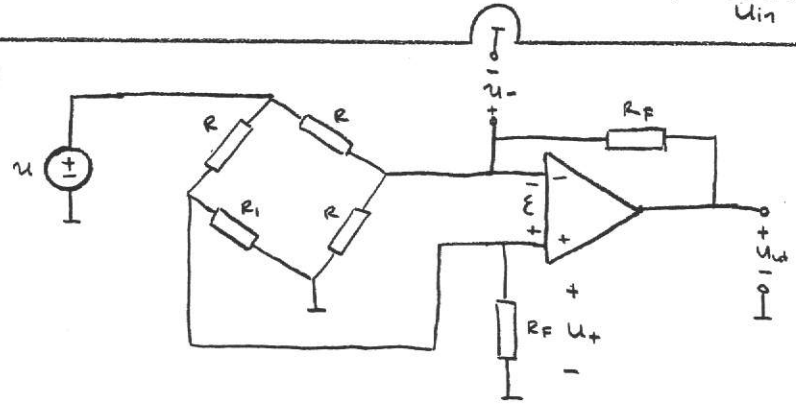 Uin
u-
-
+
RF
R
R
u
+
-
R1
R
-
ε
+
-
+
+
Uut
-
+
RF U+
-